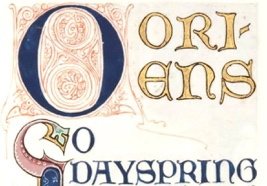 O ORI-
ENS
O
DAYSPRING